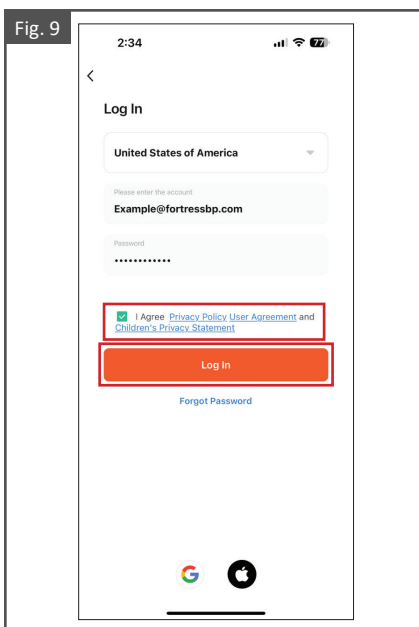 Fig. 9
2:34
77
Log In
United States of America
Please enter the account
Example@fortressbp.com
Password
••••••••••••
I Agree Privacy Policy User Agreement and
Children's Privacy Statement
Log In
Forgot Password
G